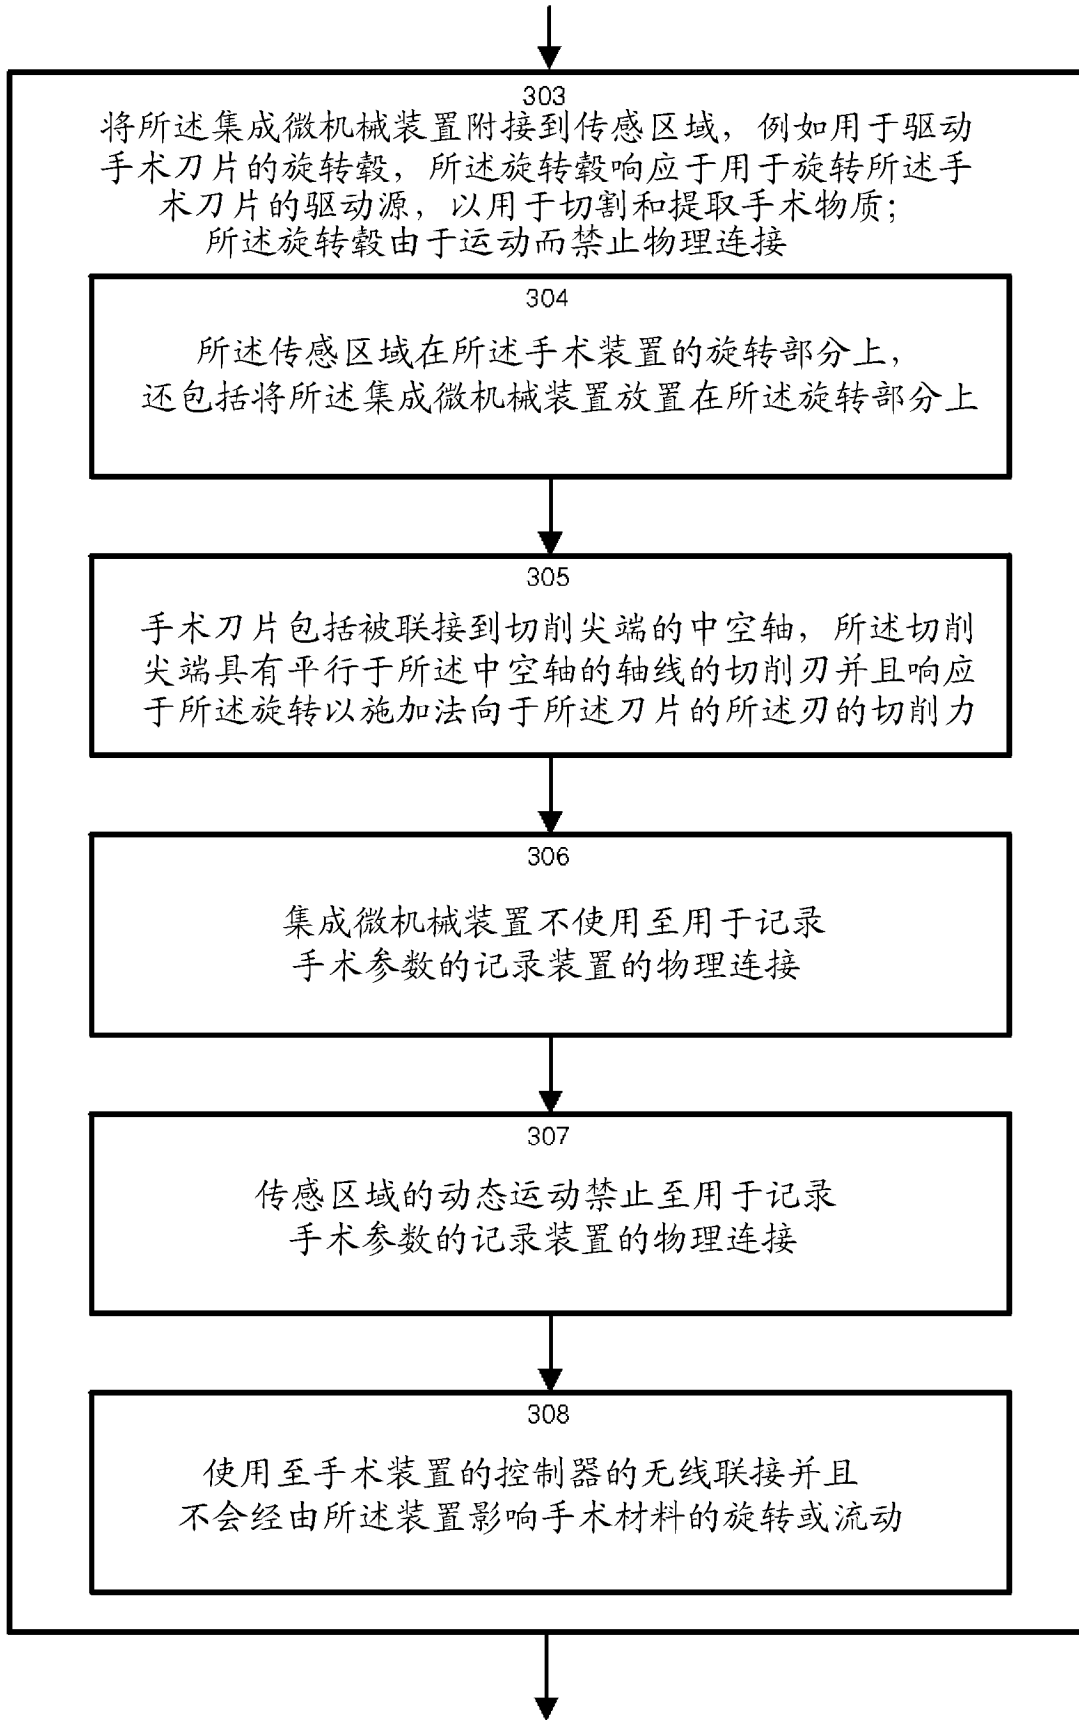 303
将所述集成微机械装置附接到传感区域，例如用于驱动
手术刀片的旋转毂，所述旋转毂响应于用于旋转所述手
术刀片的驱动源，以用于切割和提取手术物质；
所述旋转毂由于运动而禁止物理连接
304
所述传感区域在所述手术装置的旋转部分上，
还包括将所述集成微机械装置放置在所述旋转部分上
305
手术刀片包括被联接到切削尖端的中空轴，所述切削
尖端具有平行于所述中空轴的轴线的切削刃并且响应
于所述旋转以施加法向于所述刀片的所述刃的切削力
306
集成微机械装置不使用至用于记录
手术参数的记录装置的物理连接
307
传感区域的动态运动禁止至用于记录
手术参数的记录装置的物理连接
308
使用至手术装置的控制器的无线联接并且
不会经由所述装置影响手术材料的旋转或流动